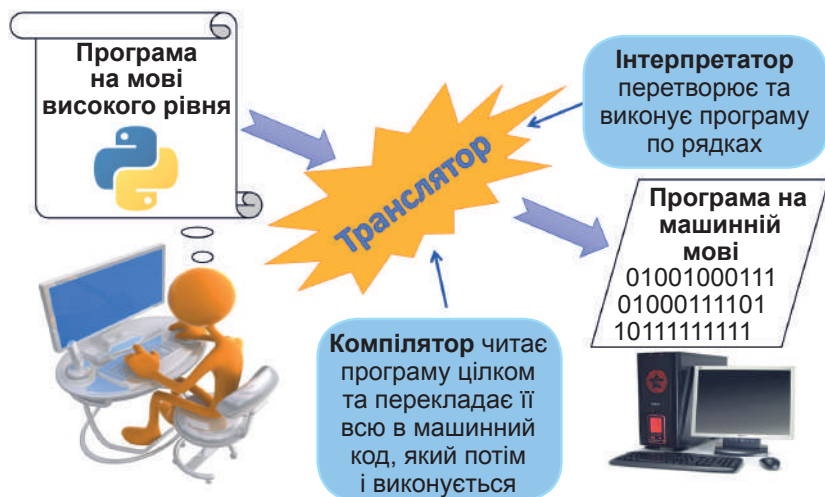 Програма
на мові
високого рівня
Інтерпретатор
перетворює та
виконує програму
по рядках
Транслятор
Програма на
машинній
мові
01001000111
01000111101
10111111111
Компілятор читає
програму цілком
та перекладає її
всю в машинний
код, який потім
і виконується